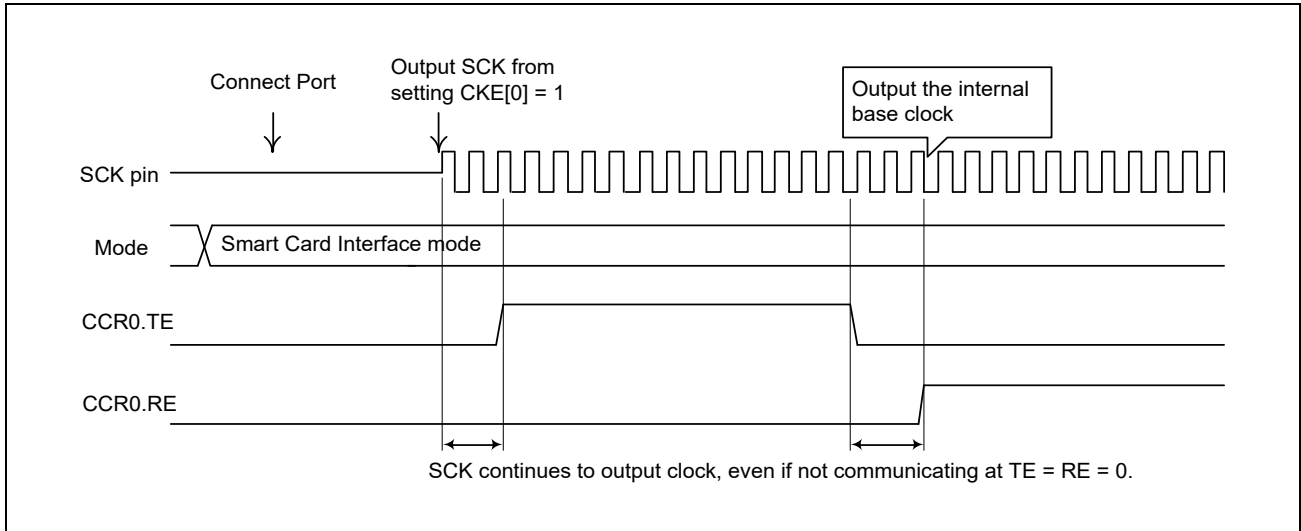 Connect Port
Output SCK from
setting CKE[0] = 1
Output the internal
base clock
SCK pin
Mode
Smart Card Interface mode
CCR0.TE
CCR0.RE
SCK continues to output clock, even if not communicating at TE = RE = 0.